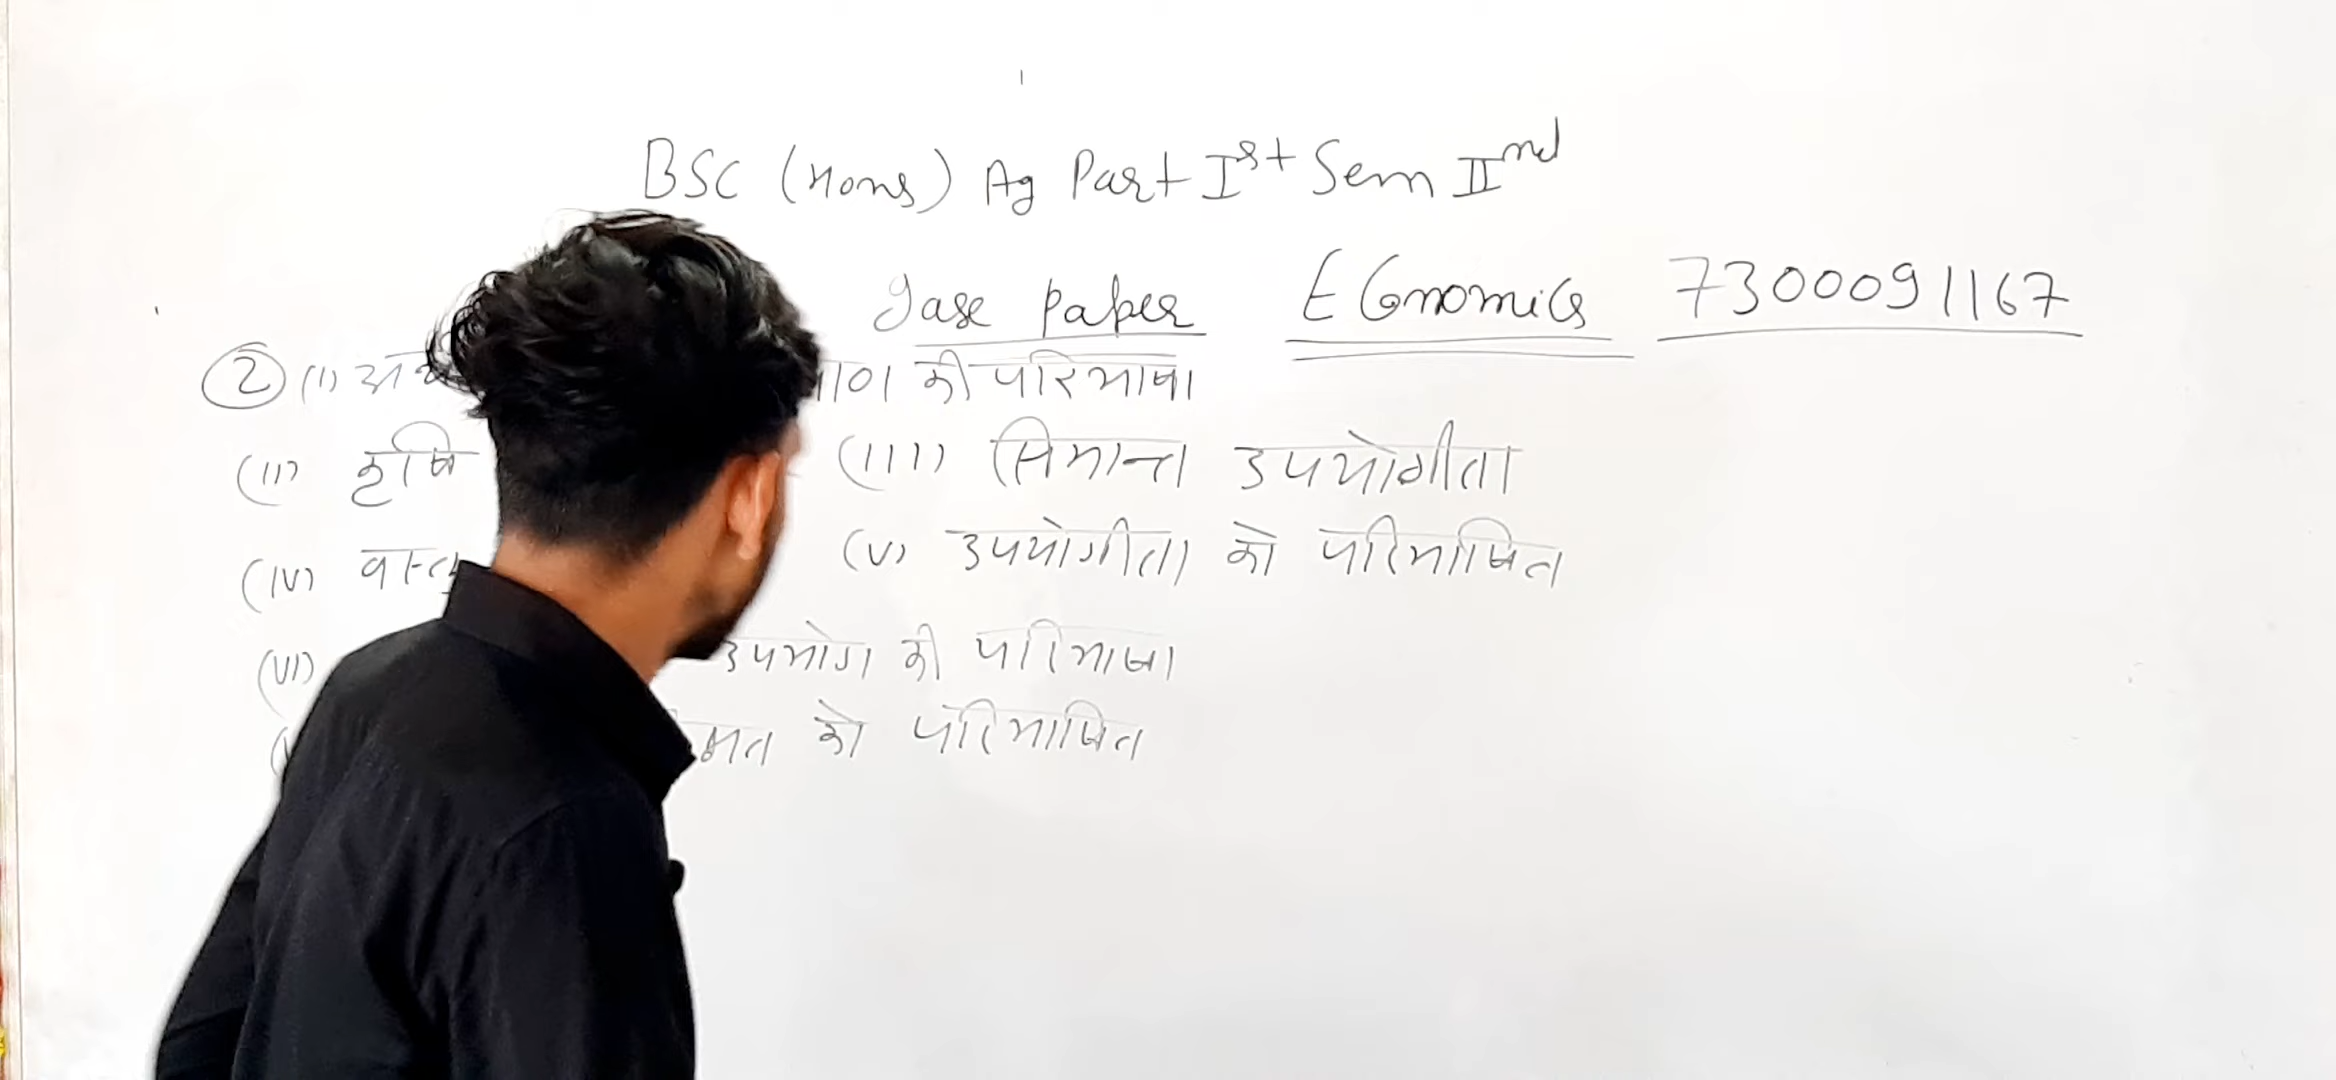 BSC (Hons) Ag Part Ist Sem IInd
Gase Paper EConomics 7300091167
② (I) की परिभाषा
(II) कृषि (III) सिमान्त उपयोगीता
(IV) वस्तु (V) उपयोगीता को परिभाषित
(VI) उपभोग की परिभाषा
को परिभाषित